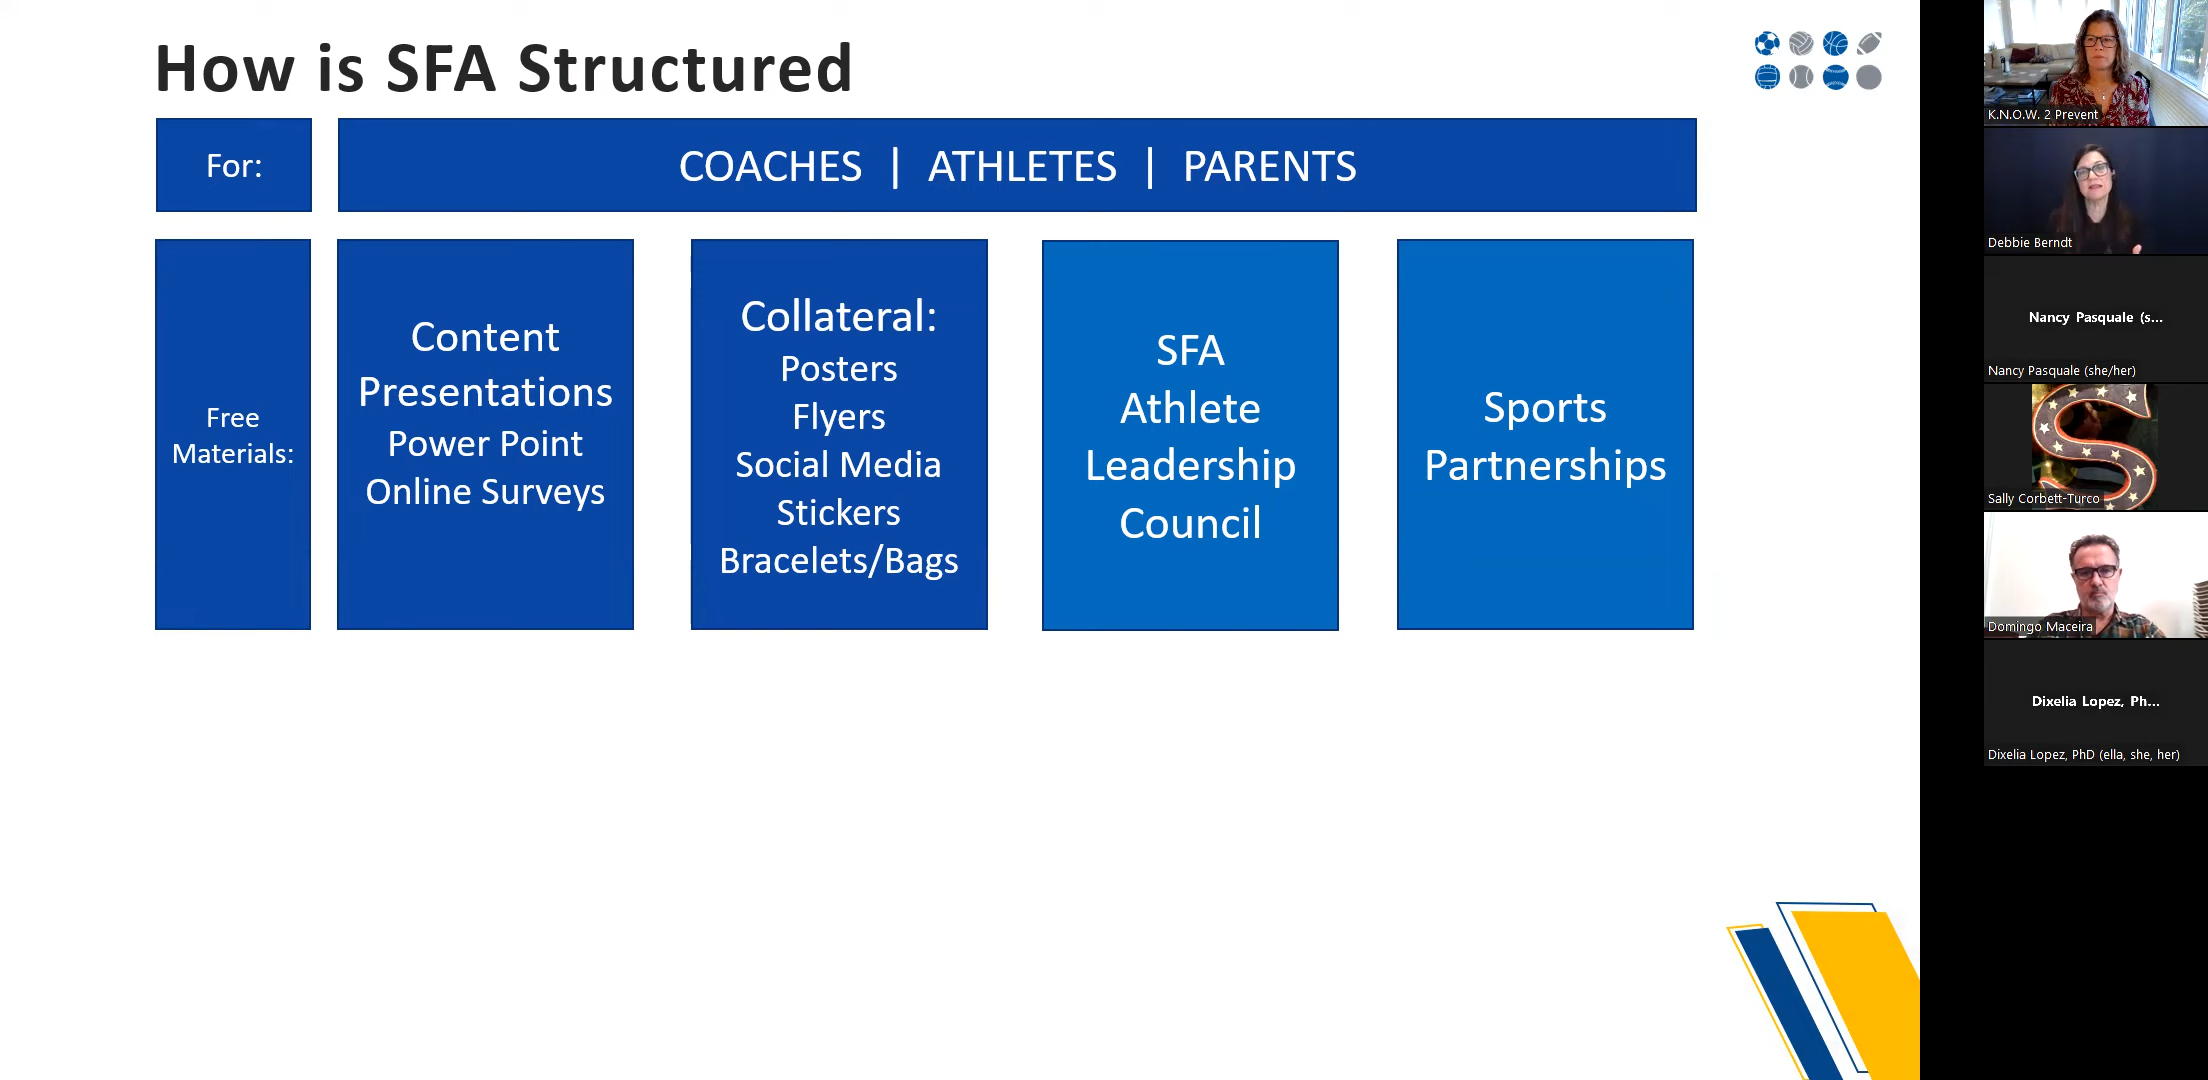 How is SFA Structured
For:
COACHES | ATHLETES | PARENTS
Free
Materials:
Content
Presentations
Power Point
Online Surveys
Collateral:
Posters
Flyers
Social Media
Stickers
Bracelets/Bags
SFA
Athlete
Leadership
Council
Sports
Partnerships
K.N.O.W. 2 Prevent
Debbie Berndt
Nancy Pasquale (s...
Nancy Pasquale (she/her)
S
Sally Corbett-Turco
Domingo Maceira
Dixelia Lopez, Ph...
Dixelia Lopez, PhD (ella, she, her)